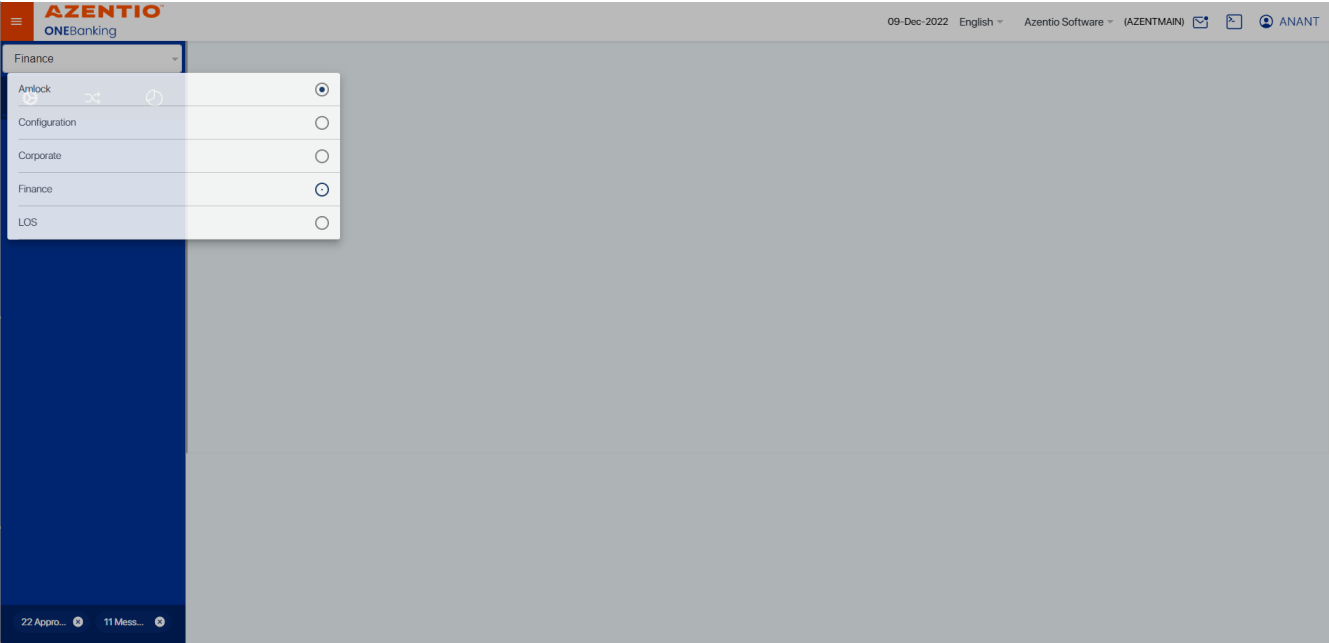 AZENTIO
ONEBanking
09-Dec-2022 English Azentio Software (AZENTMAIN) ANANT
Finance
Amlock
Configuration
Corporate
Finance
LOS
22 Appro... 11 Mess...